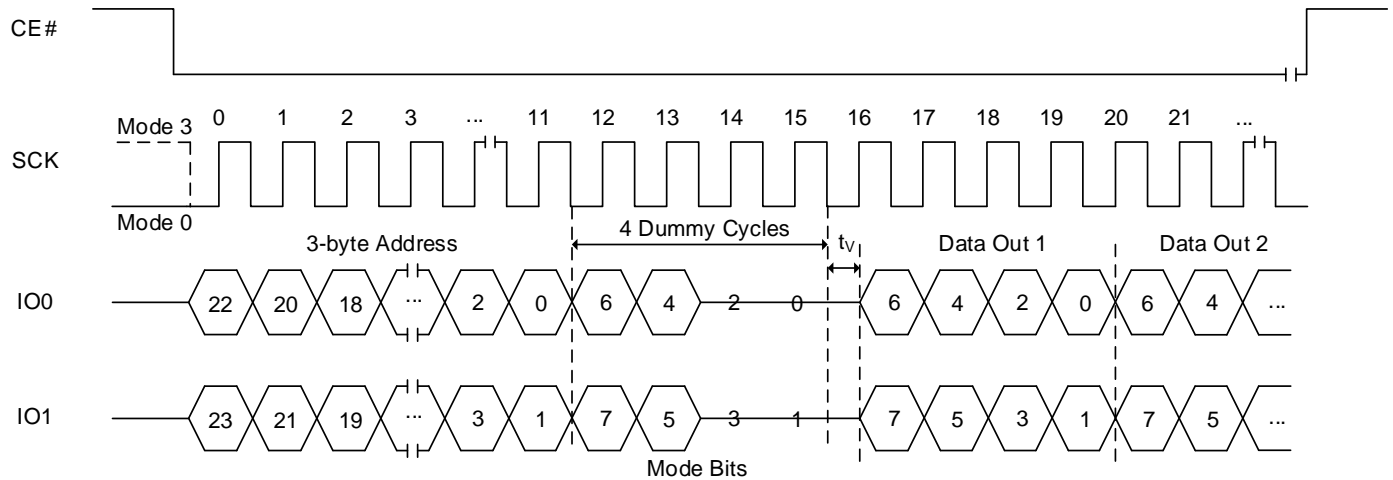 CE#
0 1 2 3 ... 11 12 13 14 15 16 17 18 19 20 21 ...
Mode 3
SCK
Mode 0
3-byte Address 4 Dummy Cycles tV Data Out 1 Data Out 2
IO0 22 20 18 ... 2 0 6 4 2 0 6 4 2 0 6 4 ...
IO1 23 21 19 ... 3 1 7 5 3 1 7 5 3 1 7 5 ...
Mode Bits